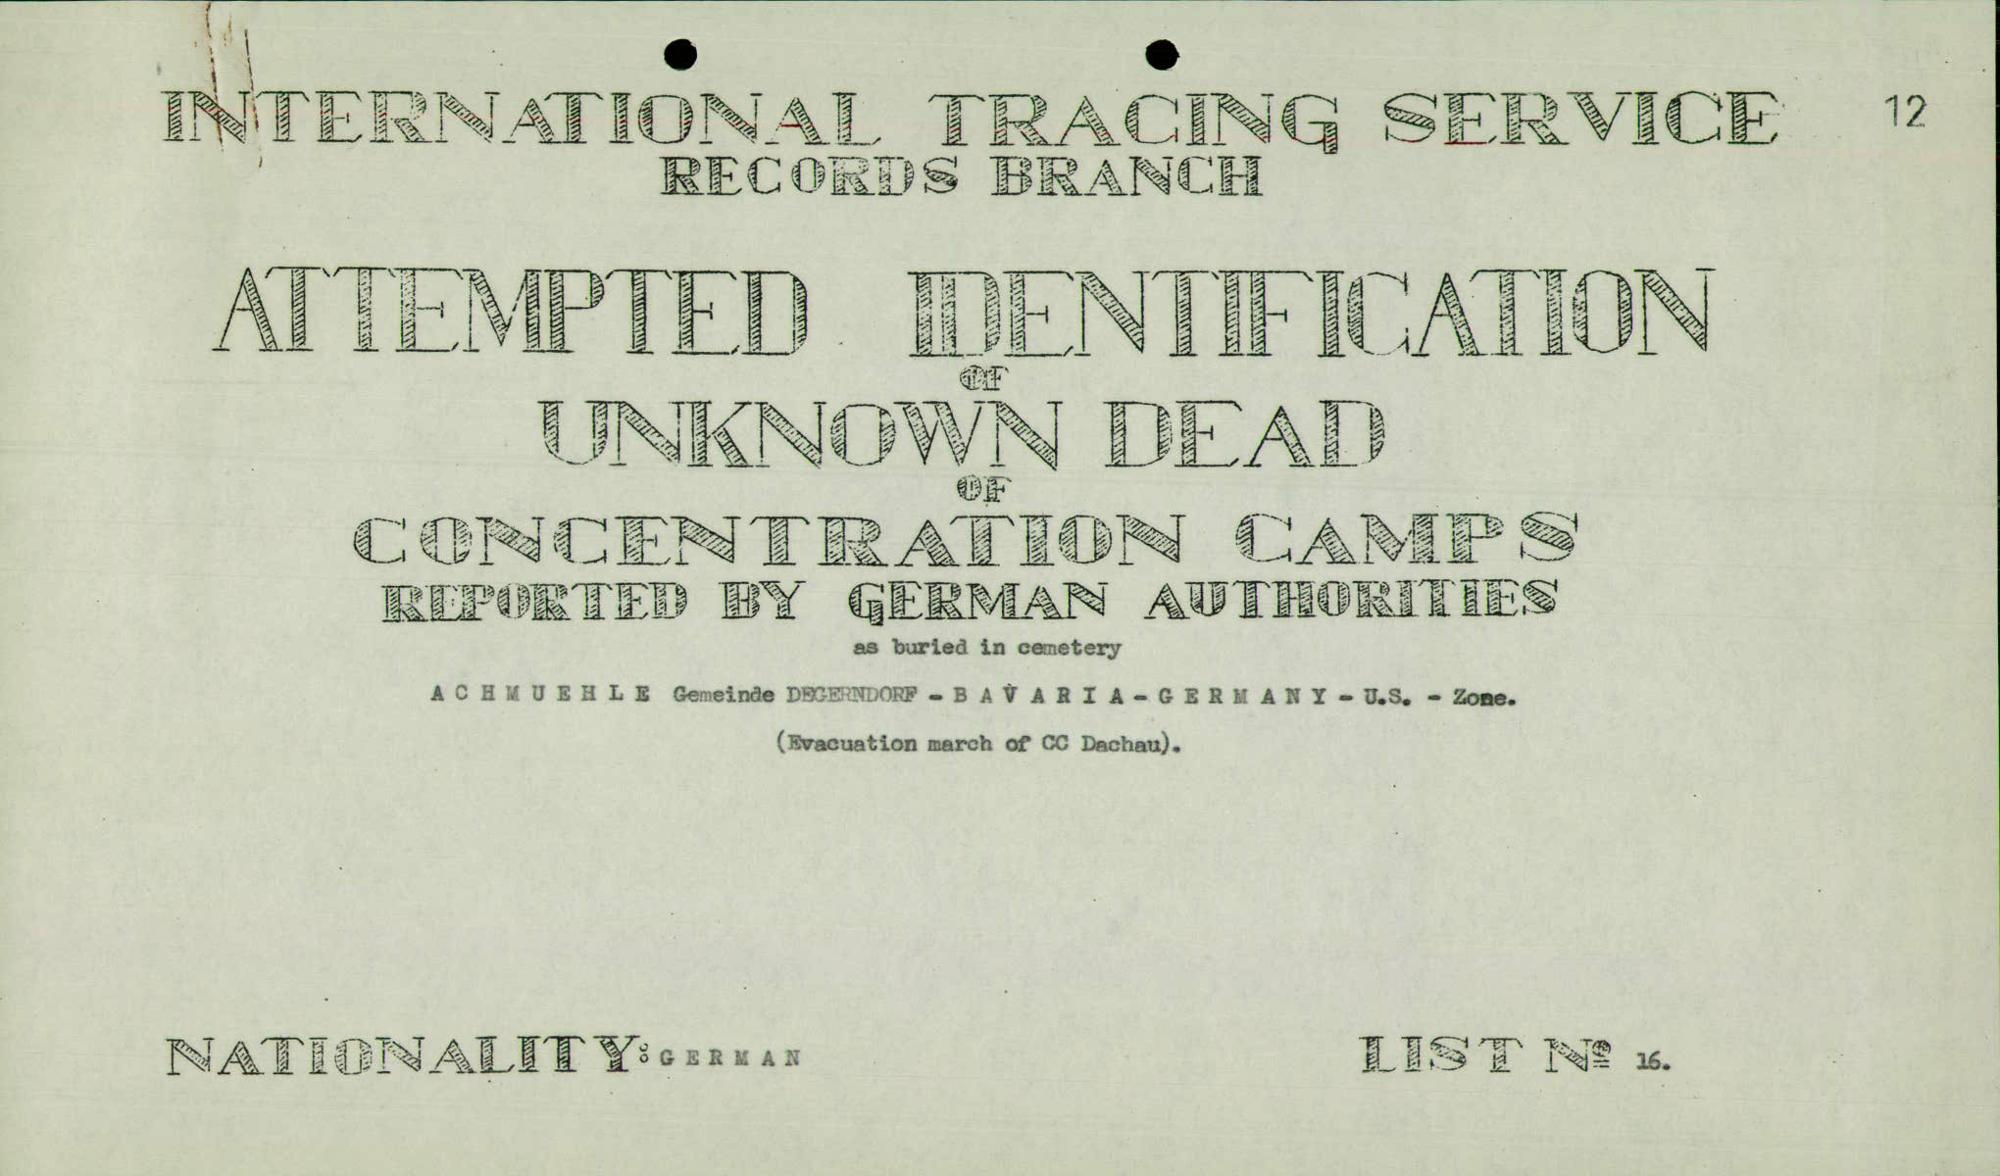 INTERNATIONAL TRACING SERVICE 12
RECORDS BRANCH
ATTEMPTED IDENTIFICATION
OF
UNKNOWN DEAD
OF
CONCENTRATION CAMPS
REPORTED BY GERMAN AUTHORITIES
as buried in cemetery
A C H M U E H L E Gemeinde DEGERNDORF - B A V A R I A - G E R M A N Y - U.S. - Zone.
(Evacuation march of CC Dachau).
NATIONALITY: G E R M A N LIST Nº 16.